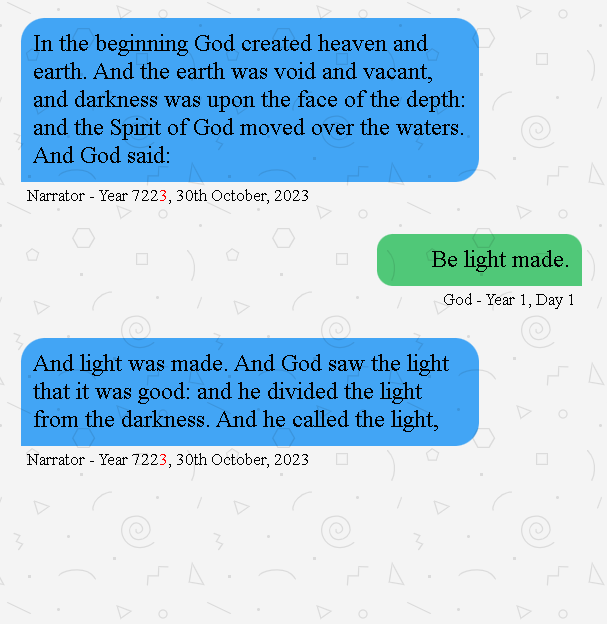 In the beginning God created heaven and
earth. And the earth was void and vacant,
and darkness was upon the face of the depth:
and the Spirit of God moved over the waters.
And God said:
Narrator - Year 7223, 30th October, 2023
Be light made.
God - Year 1, Day 1
And light was made. And God saw the light
that it was good: and he divided the light
from the darkness. And he called the light,
Narrator - Year 7223, 30th October, 2023